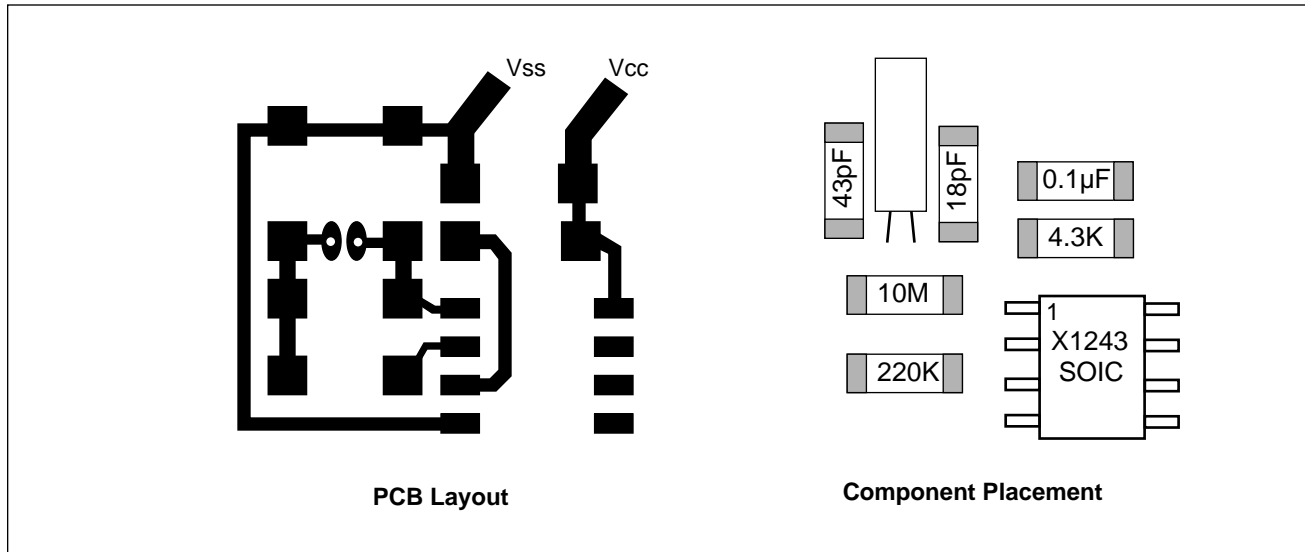 Vss
Vcc
PCB Layout
43pF
18pF
0.1µF
4.3K
10M
220K
1
X1243
SOIC
Component Placement